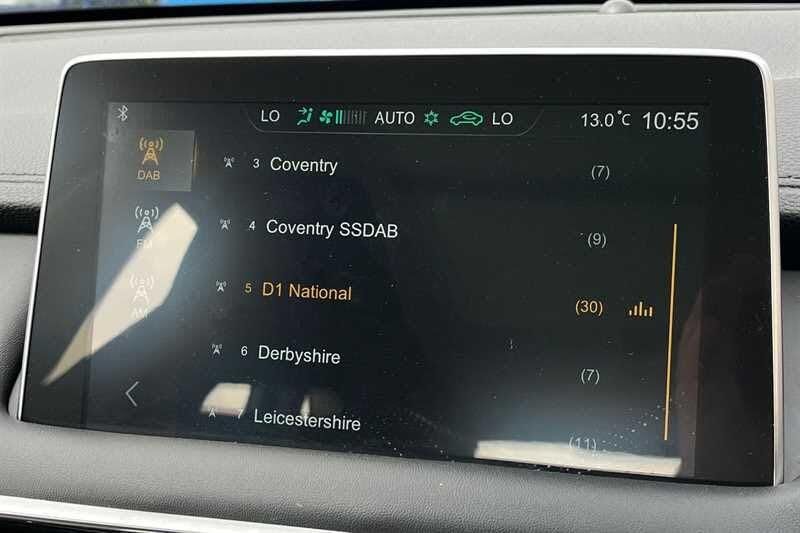 LO AUTO LO 13.0°C 10:55
DAB
3 Coventry (7)
FM
4 Coventry SSDAB (9)
AM
5 D1 National (30)
6 Derbyshire (7)
7 Leicestershire (11)